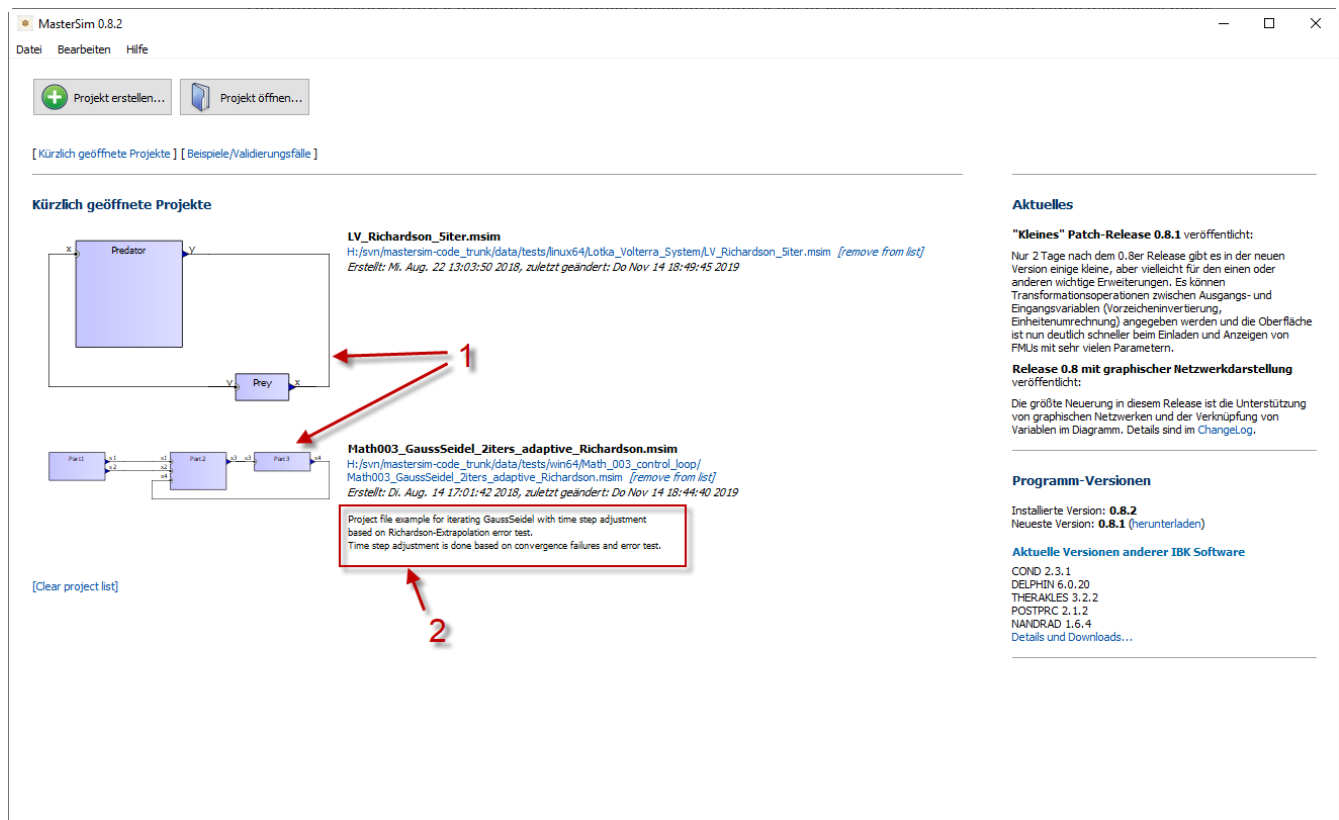 MasterSim 0.8.2
Datei Bearbeiten Hilfe
Projekt erstellen... Projekt öffnen...
[ Kürzlich geöffnete Projekte ] [ Beispiele/Validierungsfälle ]
Kürzlich geöffnete Projekte
x Predator y
y Prey x
LV_Richardson_5iter.msim
H:/svn/mastersim-code_trunk/data/tests/linux64/Lotka_Volterra_System/LV_Richardson_5iter.msim [remove from list]
Erstellt: Mi. Aug. 22 13:03:50 2018, zuletzt geändert: Do Nov 14 18:49:45 2019
1
Part1 x1 x1 Part2 x3 x3 Part3 x4
x2 x2
x4
Math003_GaussSeidel_2iters_adaptive_Richardson.msim
H:/svn/mastersim-code_trunk/data/tests/win64/Math_003_control_loop/
Math003_GaussSeidel_2iters_adaptive_Richardson.msim [remove from list]
Erstellt: Di. Aug. 14 17:01:42 2018, zuletzt geändert: Do Nov 14 18:44:40 2019
Project file example for iterating GaussSeidel with time step adjustment
based on Richardson-Extrapolation error test.
Time step adjustment is done based on convergence failures and error test.
2
[Clear project list]
Aktuelles
"Kleines" Patch-Release 0.8.1 veröffentlicht:
Nur 2 Tage nach dem 0.8er Release gibt es in der neuen
Version einige kleine, aber vielleicht für den einen oder
anderen wichtige Erweiterungen. Es können
Transformationsoperationen zwischen Ausgangs- und
Eingangsvariablen (Vorzeicheninvertierung,
Einheitenumrechnung) angegeben werden und die Oberfläche
ist nun deutlich schneller beim Einladen und Anzeigen von
FMUs mit sehr vielen Parametern.
Release 0.8 mit graphischer Netzwerkdarstellung
veröffentlicht:
Die größte Neuerung in diesem Release ist die Unterstützung
von graphischen Netzwerken und der Verknüpfung von
Variablen im Diagramm. Details sind im ChangeLog.
Programm-Versionen
Installierte Version: 0.8.2
Neueste Version: 0.8.1 (herunterladen)
Aktuelle Versionen anderer IBK Software
COND 2.3.1
DELPHIN 6.0.20
THERAKLES 3.2.2
POSTPRC 2.1.2
NANDRAD 1.6.4
Details und Downloads...